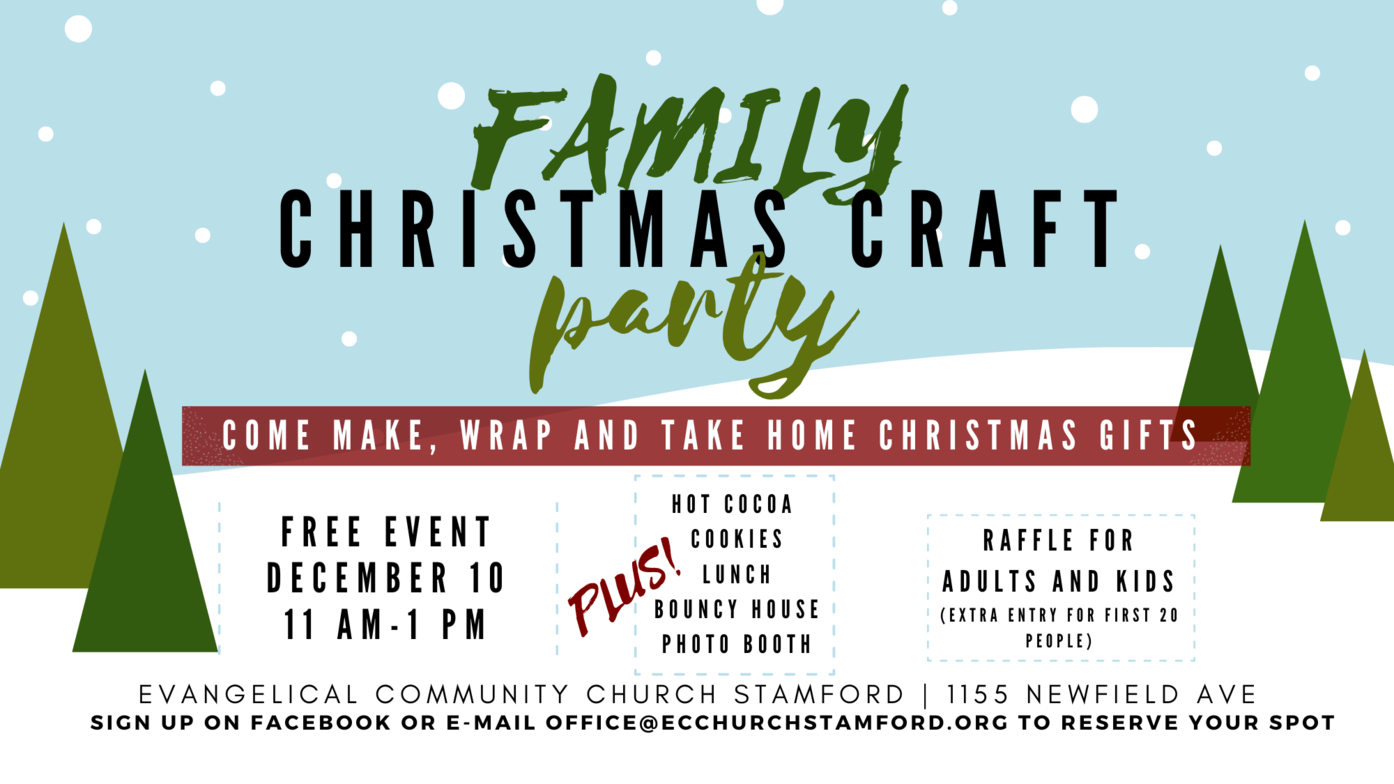 FAMILY
CHRISTMAS CRAFT
party
COME MAKE, WRAP AND TAKE HOME CHRISTMAS GIFTS
FREE EVENT
DECEMBER 10
11 AM-1 PM
PLUS!
HOT COCOA
COOKIES
LUNCH
BOUNCY HOUSE
PHOTO BOOTH
RAFFLE FOR
ADULTS AND KIDS
(EXTRA ENTRY FOR FIRST 20
PEOPLE)
EVANGELICAL COMMUNITY CHURCH STAMFORD | 1155 NEWFIELD AVE
SIGN UP ON FACEBOOK OR E-MAIL OFFICE@ECCHURCHSTAMFORD.ORG TO RESERVE YOUR SPOT